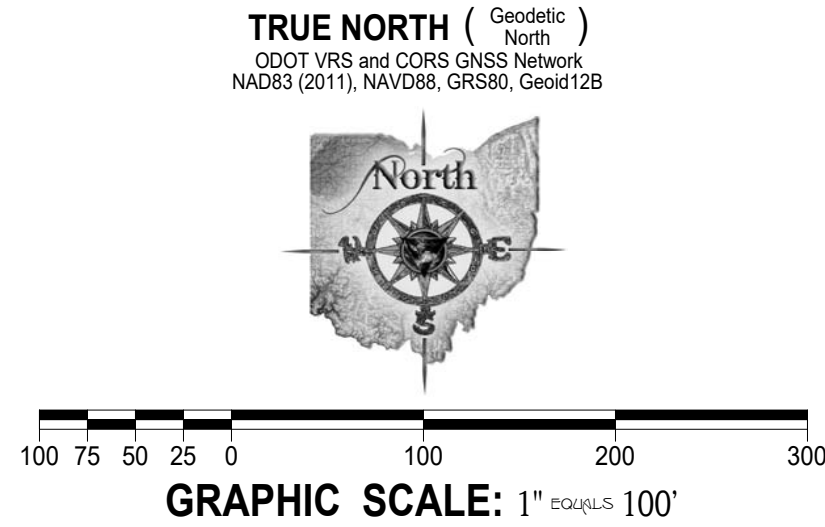 TRUE NORTH ( Geodetic North )
ODOT VRS and CORS GNSS Network
NAD83 (2011), NAVD88, GRS80, Geoid12B
North
W E
S
100 75 50 25 0 100 200 300
GRAPHIC SCALE: 1" EQUALS 100'